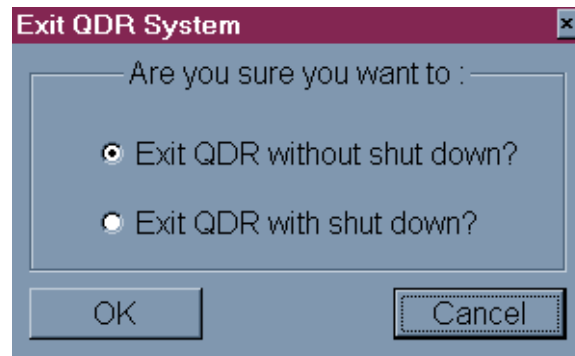 Exit QDR System
Are you sure you want to :
Exit QDR without shut down?
Exit QDR with shut down?
OK
Cancel